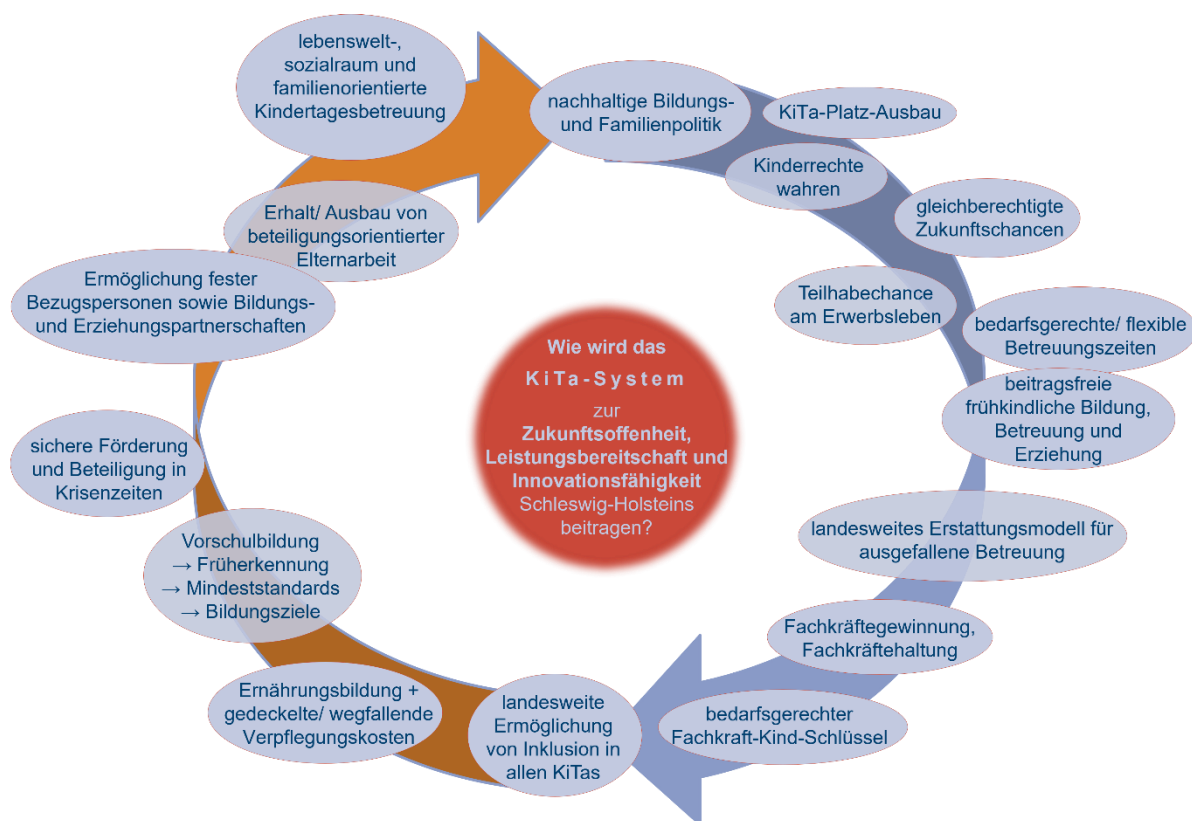 lebenswelt-,
sozialraum und
familienorientierte
Kindertagesbetreuung
nachhaltige Bildungs-
und Familienpolitik
KiTa-Platz-Ausbau
Kinderrechte
wahren
gleichberechtigte
Zukunftschancen
Teilhabechance
am Erwerbsleben
bedarfsgerechte/ flexible
Betreuungszeiten
beitragsfreie
frühkindliche Bildung,
Betreuung und
Erziehung
landesweites Erstattungsmodell für
ausgefallene Betreuung
Fachkräftegewinnung,
Fachkräftehaltung
bedarfsgerechter
Fachkraft-Kind-Schlüssel
landesweite
Ermöglichung
von Inklusion in
allen KiTas
Ernährungsbildung +
gedeckelte/ wegfallende
Verpflegungskosten
Vorschulbildung
→ Früherkennung
→ Mindeststandards
→ Bildungsziele
sichere Förderung
und Beteiligung in
Krisenzeiten
Ermöglichung fester
Bezugspersonen sowie Bildungs-
und Erziehungspartnerschaften
Erhalt/ Ausbau von
beteiligungsorientierter
Elternarbeit
Wie wird das
KiTa-System
zur
Zukunftsoffenheit,
Leistungsbereitschaft und
Innovationsfähigkeit
Schleswig-Holsteins
beitragen?